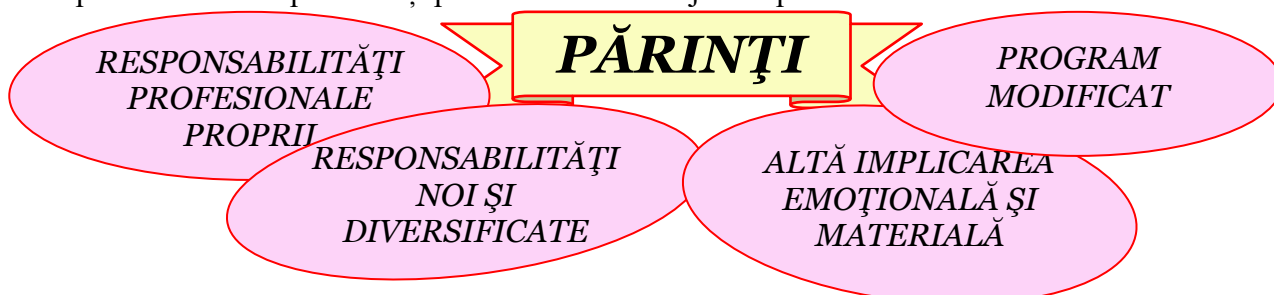 PĂRINŢI
RESPONSABILITĂŢI
PROFESIONALE
PROPRII
RESPONSABILITĂŢI
NOI ŞI
DIVERSIFICATE
ALTĂ IMPLICAREA
EMOŢIONALĂ ŞI
MATERIALĂ
PROGRAM
MODIFICAT